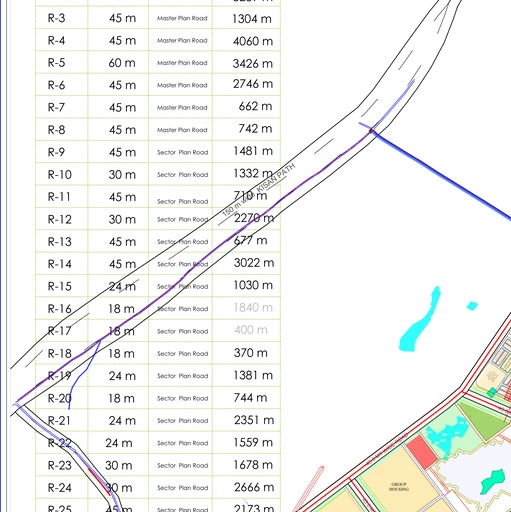 R-3 45 m Master Plan Road 1304 m
R-4 45 m Master Plan Road 4060 m
R-5 60 m Master Plan Road 3426 m
R-6 45 m Master Plan Road 2746 m
R-7 45 m Master Plan Road 662 m
R-8 45 m Master Plan Road 742 m
R-9 45 m Sector Plan Road 1481 m
R-10 30 m Sector Plan Road 1332 m
R-11 45 m Sector Plan Road 710 m
150 m KISAN PATH
R-12 30 m Sector Plan Road 2270 m
R-13 45 m Sector Plan Road 677 m
R-14 45 m Sector Plan Road 3022 m
R-15 24 m Sector Plan Road 1030 m
R-16 18 m Sector Plan Road 1840 m
R-17 18 m Sector Plan Road 400 m
R-18 18 m Sector Plan Road 370 m
R-19 24 m Sector Plan Road 1381 m
R-20 18 m Sector Plan Road 744 m
R-21 24 m Sector Plan Road 2351 m
R-22 24 m Sector Plan Road 1559 m
R-23 30 m Sector Plan Road 1678 m
R-24 30 m Sector Plan Road 2666 m
R-25 45 m Sector Plan Road 2173 m
GROUP
HOUSING